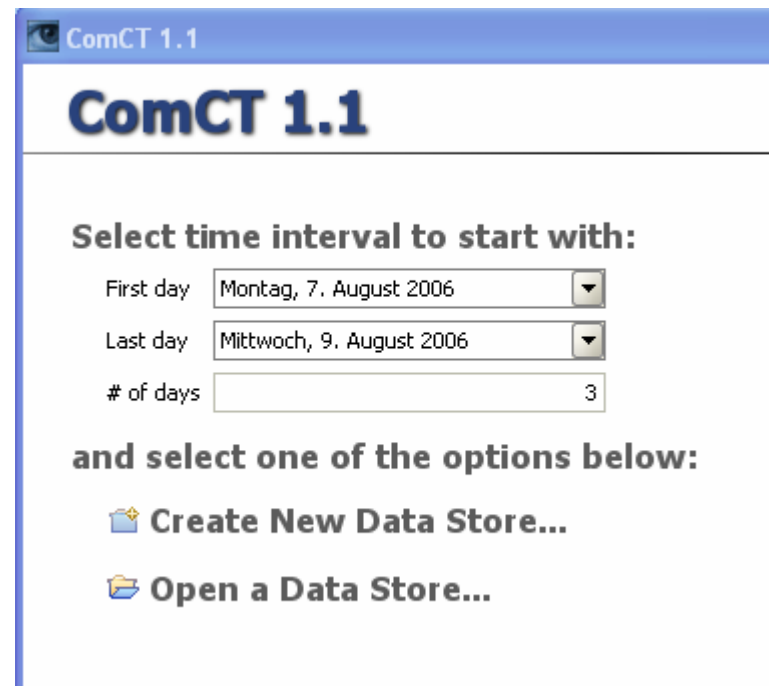 ComCT 1.1
ComCT 1.1
Select time interval to start with:
First day Montag, 7. August 2006
Last day Mittwoch, 9. August 2006
# of days 3
and select one of the options below:
Create New Data Store...
Open a Data Store...